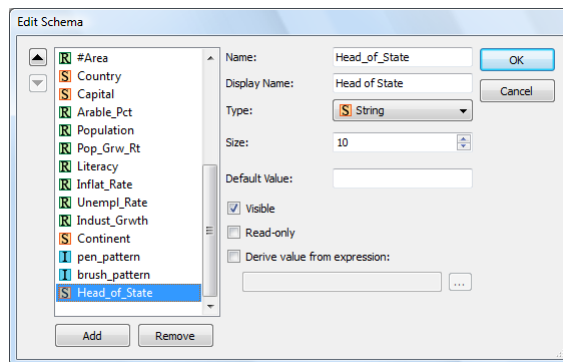 Edit Schema
R #Area
S Country
S Capital
R Arable_Pct
R Population
R Pop_Grw_Rt
R Literacy
R Inflat_Rate
R Unempl_Rate
R Indust_Grwth
S Continent
I pen_pattern
I brush_pattern
S Head_of_State
Add Remove
Name: Head_of_State
Display Name: Head of State
Type: S String
Size: 10
Default Value:
Visible
Read-only
Derive value from expression:
...
OK
Cancel